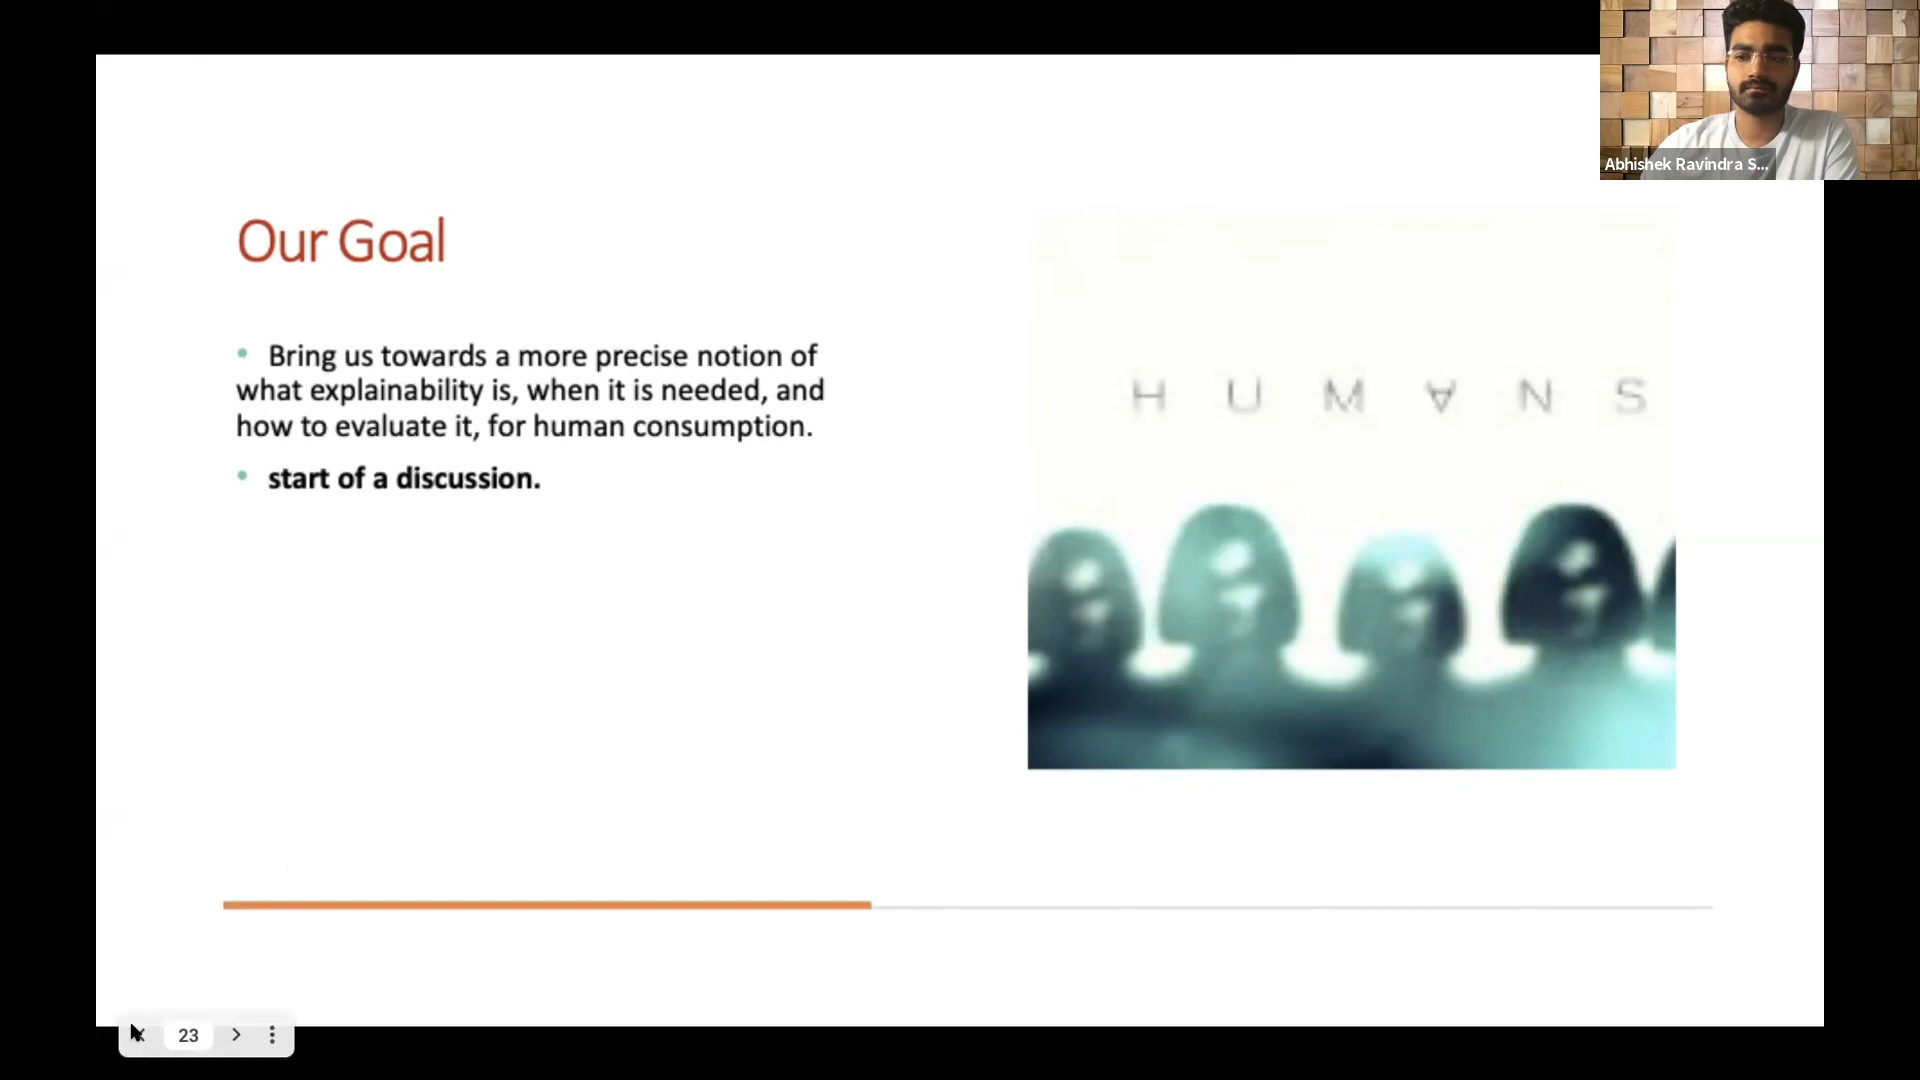 Abhishek Ravindra S...
Our Goal
• Bring us towards a more precise notion of
what explainability is, when it is needed, and
how to evaluate it, for human consumption.
• start of a discussion.
H U M ∀ N S
23